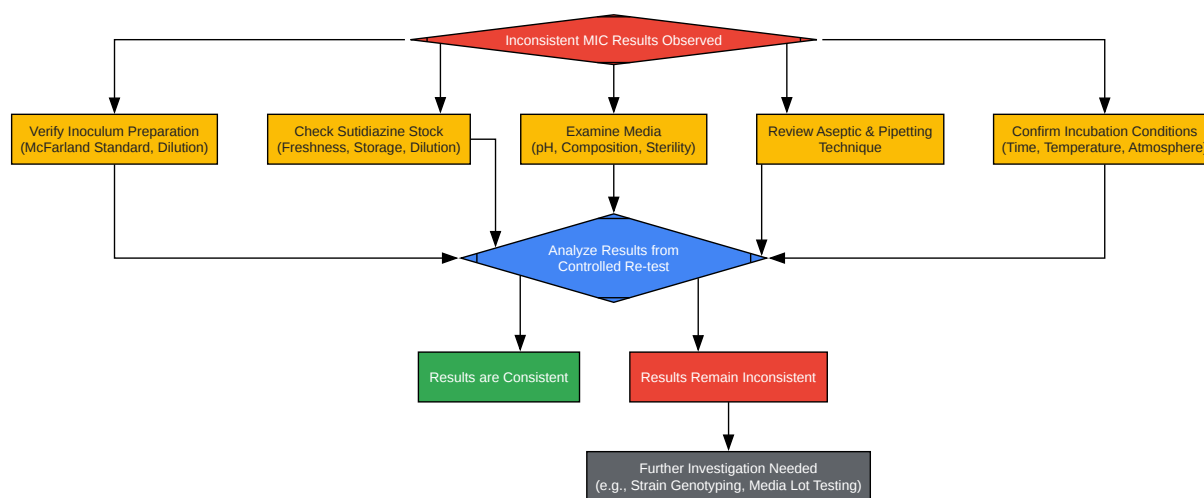 Inconsistent MIC Results Observed
Verify Inoculum Preparation
(McFarland Standard, Dilution)
Check Sutidiazine Stock
(Freshness, Storage, Dilution)
Examine Media
(pH, Composition, Sterility)
Review Aseptic & Pipetting
Technique
Confirm Incubation Conditions
(Time, Temperature, Atmosphere)
Analyze Results from
Controlled Re-test
Results are Consistent
Results Remain Inconsistent
Further Investigation Needed
(e.g., Strain Genotyping, Media Lot Testing)